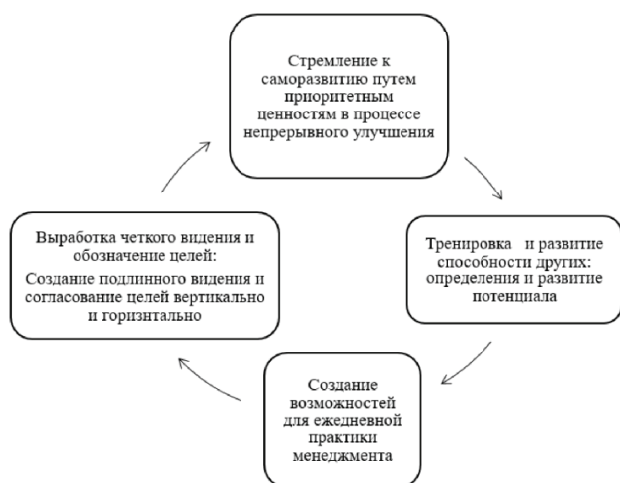 Стремление к
саморазвитию путем
приоритетным
ценностям в процессе
непрерывного улучшения
Тренировка и развитие
способности других:
определения и развитие
потенциала
Создание
возможностей
для ежедневной
практики
менеджмента
Выработка четкого видения и
обозначение целей:
Создание подлинного видения и
согласование целей вертикально
и горизнтально